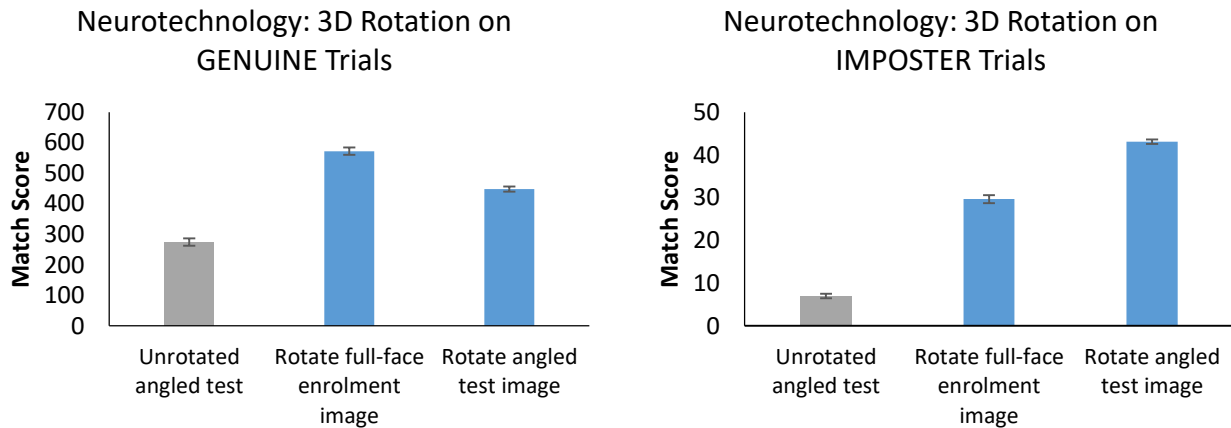 Neurotechnology: 3D Rotation on
GENUINE Trials
Match Score
700
600
500
400
300
200
100
0
Unrotated
angled test
Rotate full-face
enrolment
image
Rotate angled
test image
Neurotechnology: 3D Rotation on
IMPOSTER Trials
Match Score
50
40
30
20
10
0
Unrotated
angled test
Rotate full-face
enrolment
image
Rotate angled
test image